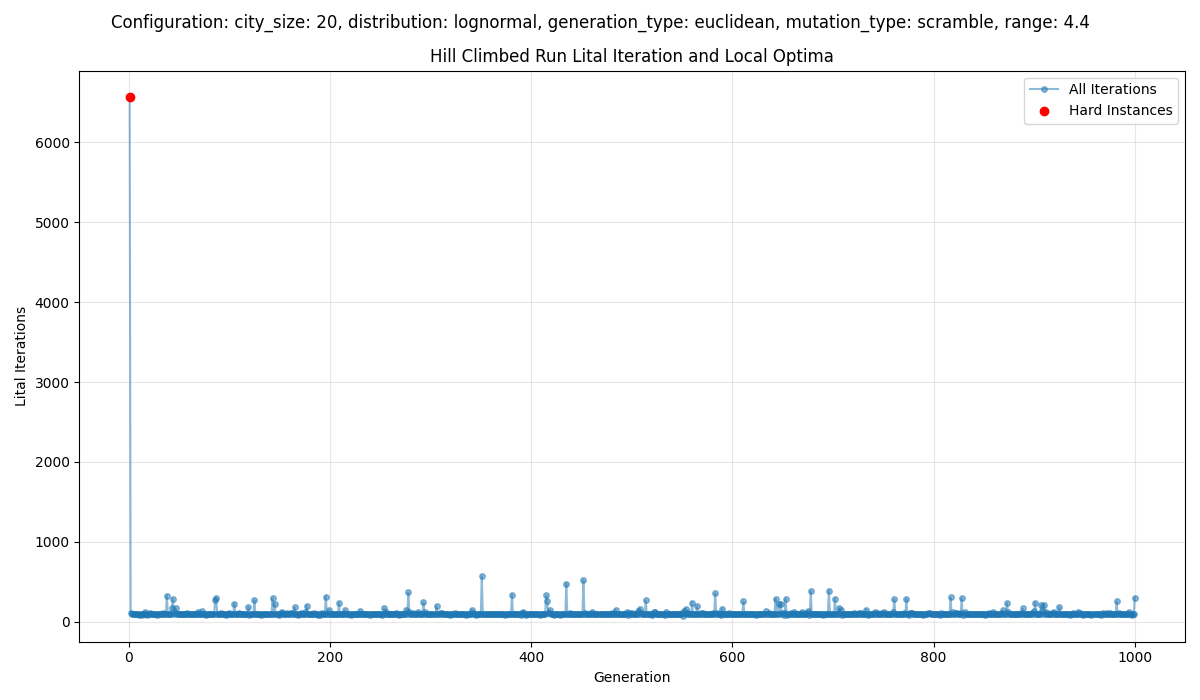 Configuration: city_size: 20, distribution: lognormal, generation_type: euclidean, mutation_type: scramble, range: 4.4
Hill Climbed Run Lital Iteration and Local Optima
All Iterations
Hard Instances
Lital Iterations
6000
5000
4000
3000
2000
1000
0
0 200 400 600 800 1000
Generation